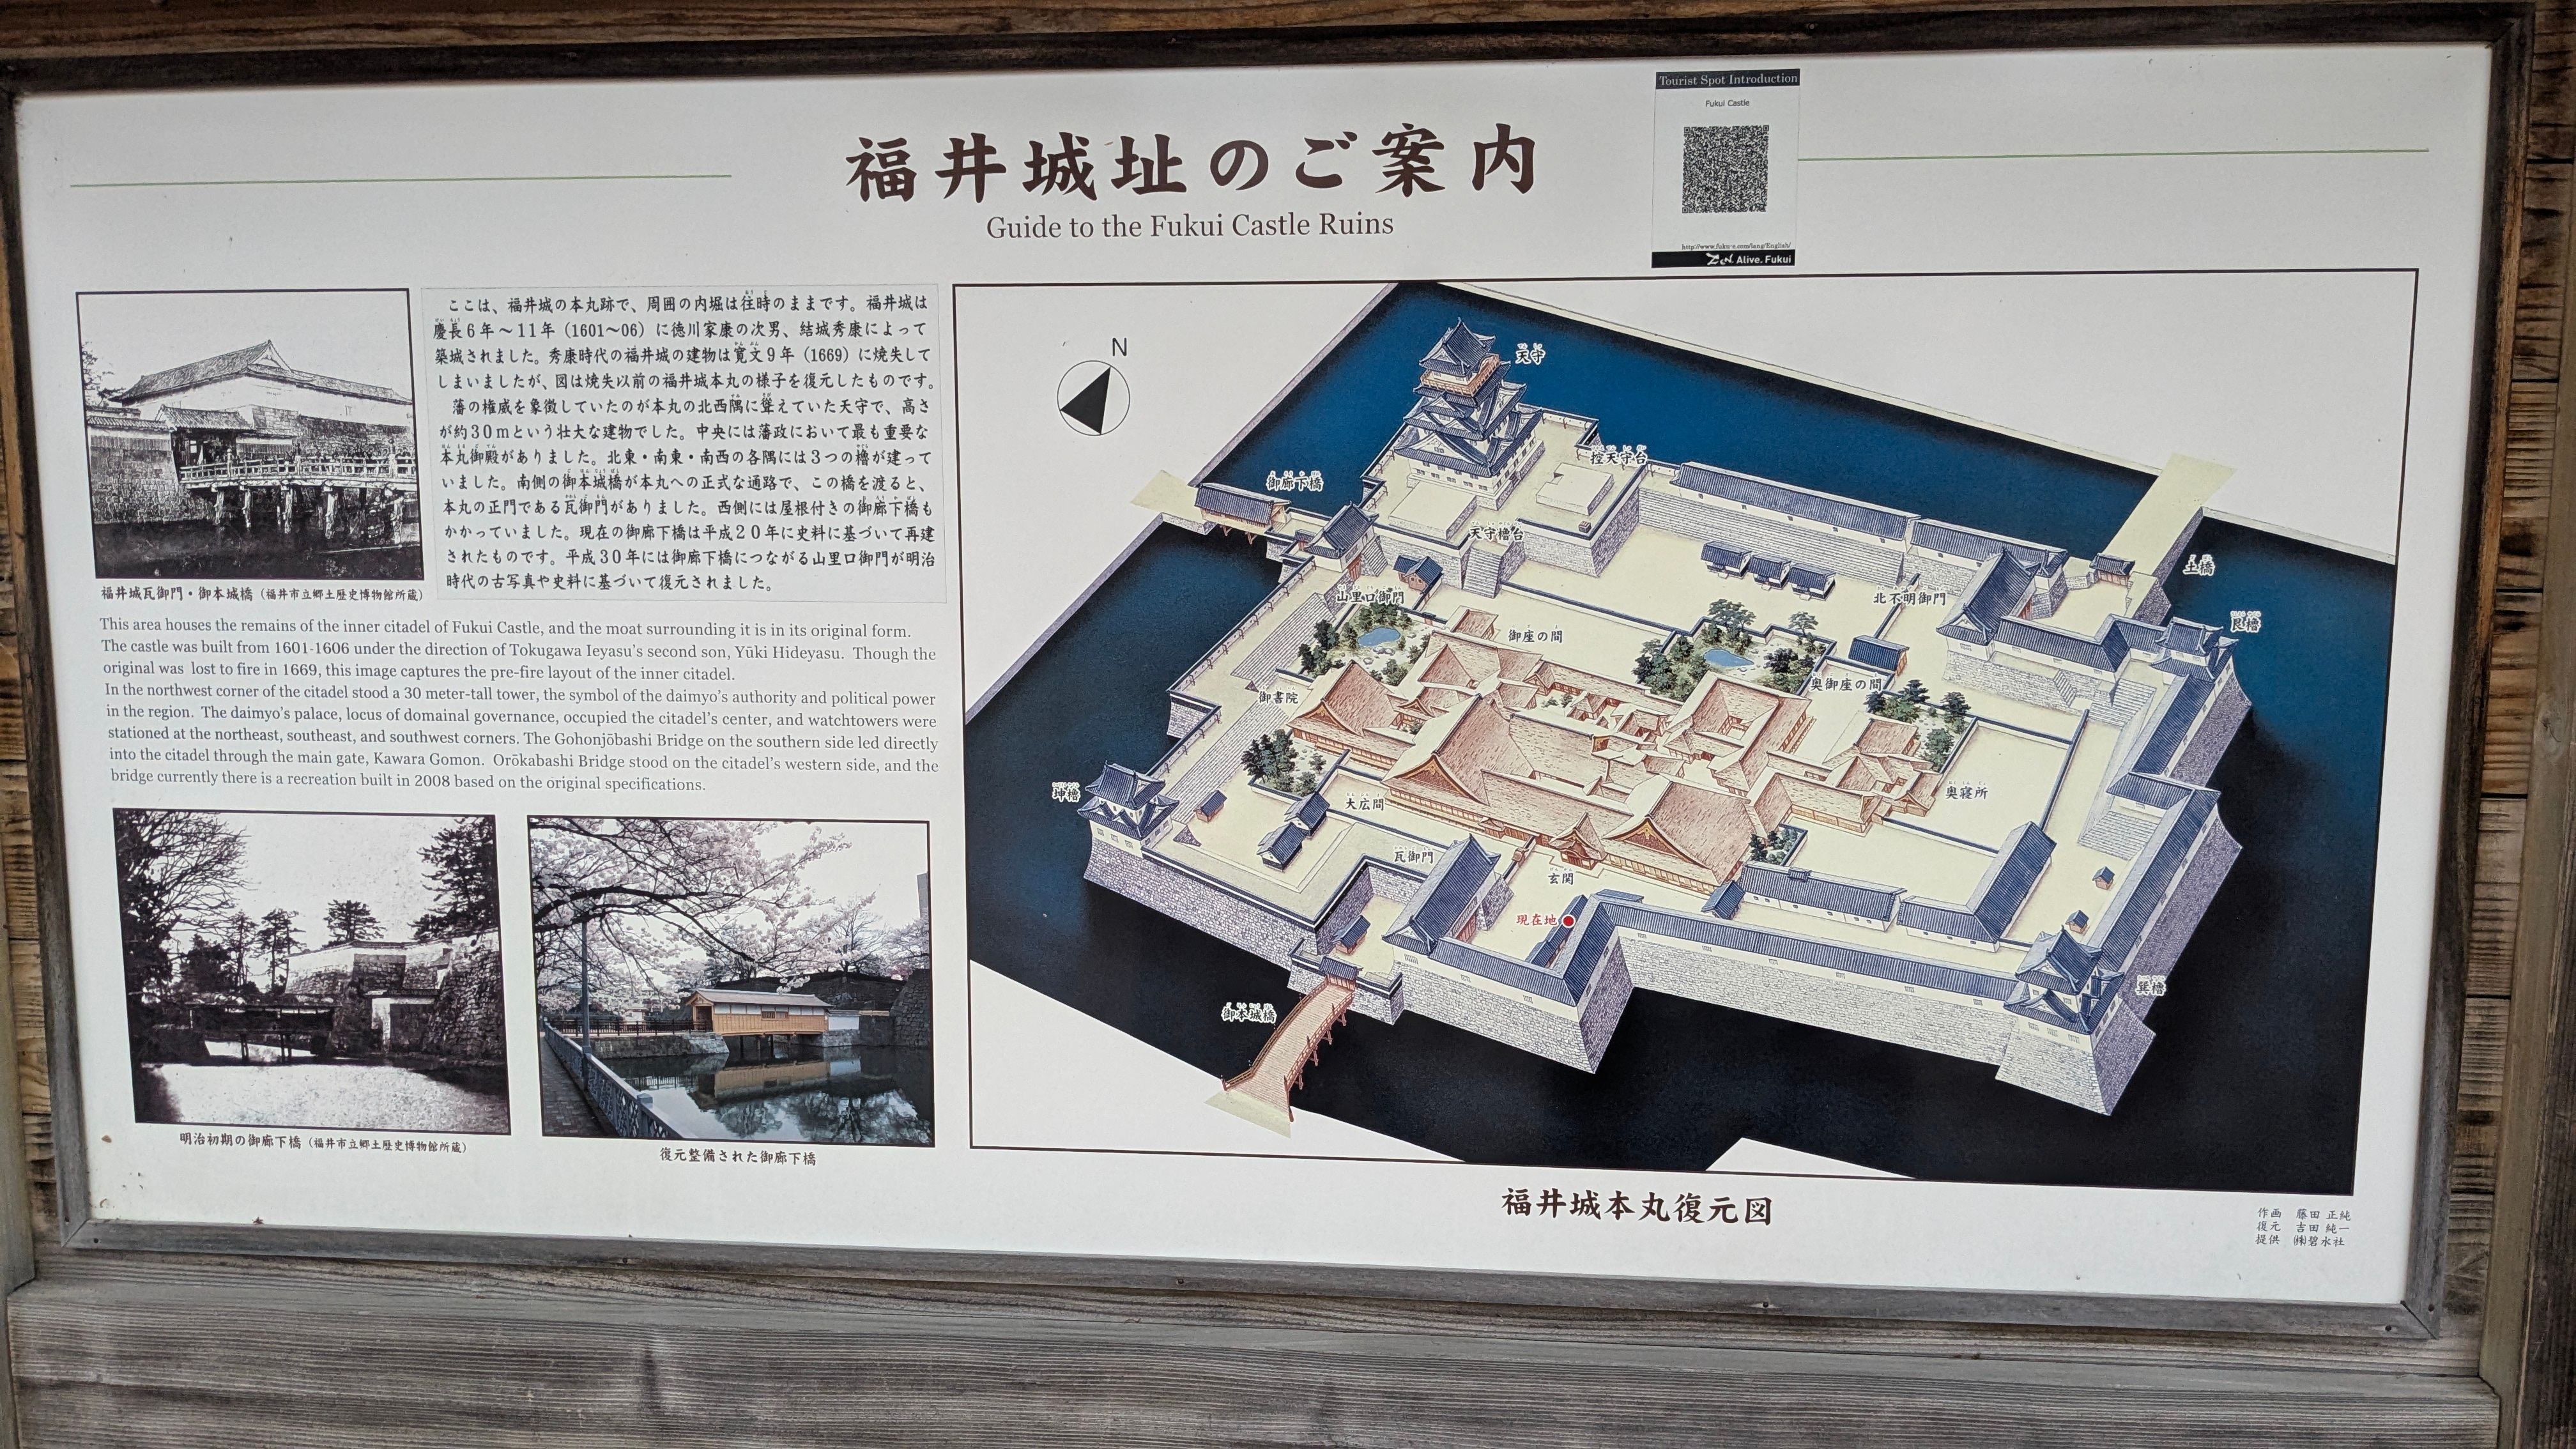 福井城址のご案内
Guide to the Fukui Castle Ruins
Tourist Spot Introduction
Fukui Castle
http://www.fuku-e.com/lang/English/
Zen Alive. Fukui
ここは、福井城の本丸跡で、周囲の内堀は往時のままです。福井城は
慶長6年～11年（1601～06）に徳川家康の次男、結城秀康によって
築城されました。秀康時代の福井城の建物は寛文9年（1669）に焼失して
しまいましたが、図は焼失以前の福井城本丸の様子を復元したものです。
藩の権威を象徴していたのが本丸の北西隅に聳えていた天守で、高さ
が約30mという壮大な建物でした。中央には藩政において最も重要な
本丸御殿がありました。北東・南東・南西の各隅には3つの櫓が建って
いました。南側の御本城橋が本丸への正式な通路で、この橋を渡ると、
本丸の正門である瓦御門がありました。西側には屋根付きの御廊下橋も
かかっていました。現在の御廊下橋は平成20年に史料に基づいて再建
されたものです。平成30年には御廊下橋につながる山里口御門が明治
時代の古写真や史料に基づいて復元されました。
福井城瓦御門・御本城橋（福井市立郷土歴史博物館所蔵）
This area houses the remains of the inner citadel of Fukui Castle, and the moat surrounding it is in its original form.
The castle was built from 1601-1606 under the direction of Tokugawa Ieyasu's second son, Yūki Hideyasu. Though the
original was lost to fire in 1669, this image captures the pre-fire layout of the inner citadel.
In the northwest corner of the citadel stood a 30 meter-tall tower, the symbol of the daimyo's authority and political power
in the region. The daimyo's palace, locus of domainal governance, occupied the citadel's center, and watchtowers were
stationed at the northeast, southeast, and southwest corners. The Gohonjōbashi Bridge on the southern side led directly
into the citadel through the main gate, Kawara Gomon. Orōkabashi Bridge stood on the citadel's western side, and the
bridge currently there is a recreation built in 2008 based on the original specifications.
明治初期の御廊下橋（福井市立郷土歴史博物館所蔵）
復元整備された御廊下橋
N
天守
控天守台
御廊下橋
天守櫓台
土橋
山里口御門
北不明御門
艮櫓
御座の間
奥御座の間
御書院
坤櫓
大広間
奥寝所
瓦御門
玄関
現在地
巽櫓
御本城橋
福井城本丸復元図
作画 藤田 正純
復元 吉田 純一
提供 ㈱碧水社